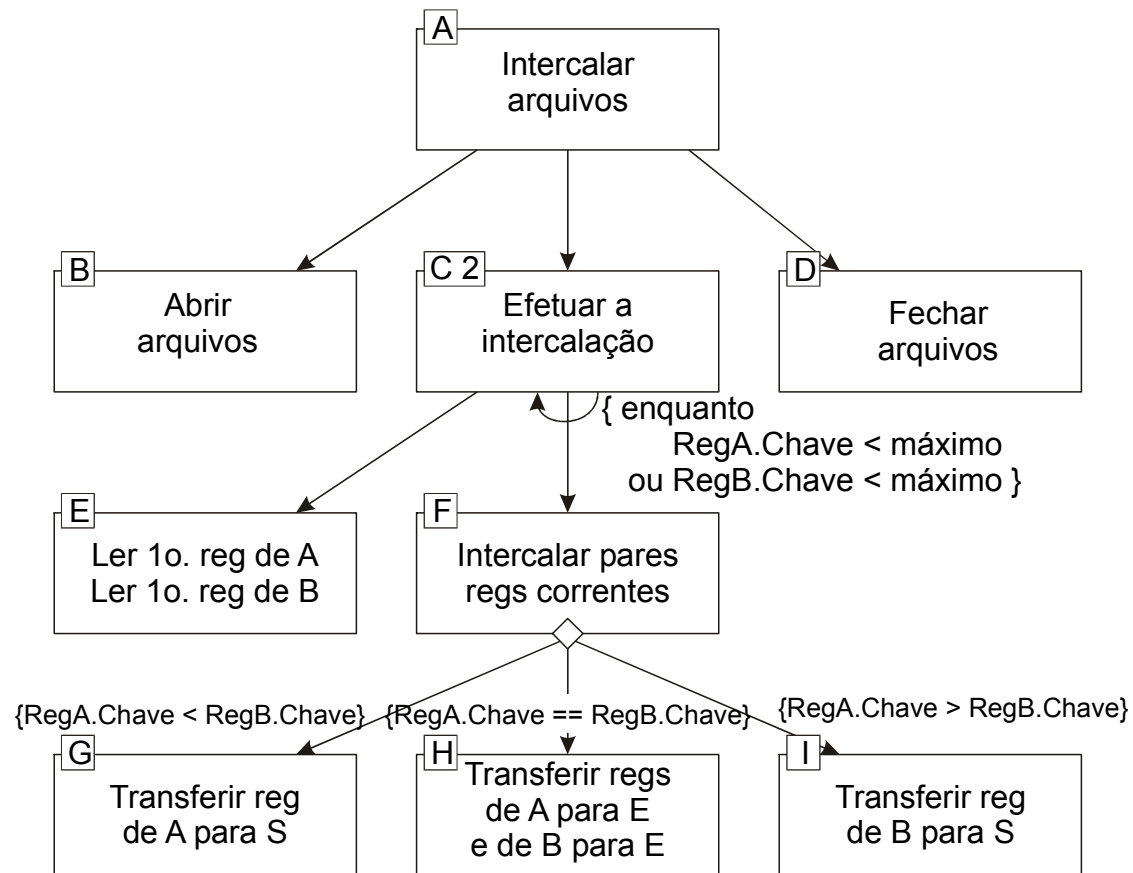 A
Intercalar
arquivos
B
Abrir
arquivos
C 2
Efetuar a
intercalação
D
Fechar
arquivos
{ enquanto
RegA.Chave < máximo
ou RegB.Chave < máximo }
E
Ler 1o. reg de A
Ler 1o. reg de B
F
Intercalar pares
regs correntes
{RegA.Chave < RegB.Chave}
{RegA.Chave == RegB.Chave}
{RegA.Chave > RegB.Chave}
G
Transferir reg
de A para S
H
Transferir regs
de A para E
e de B para E
I
Transferir reg
de B para S